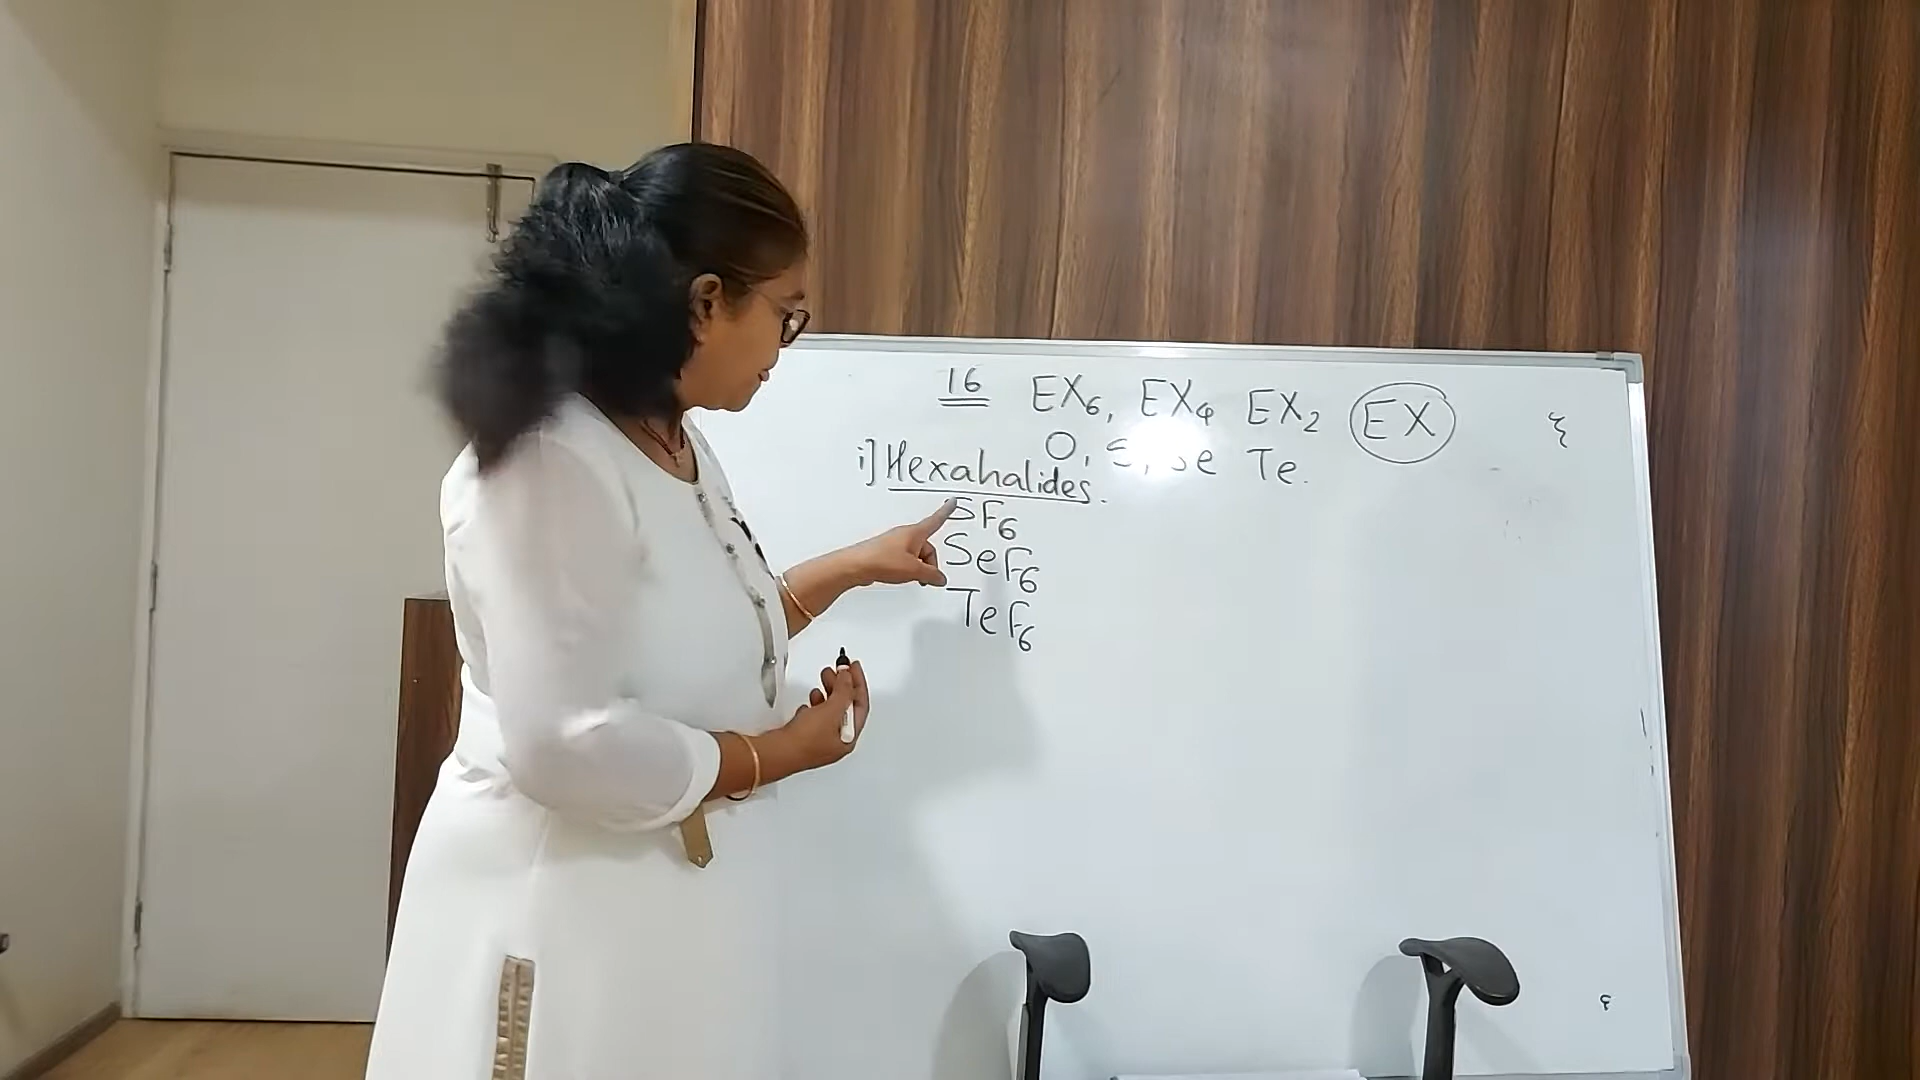 16 EX₆, EX₄ EX₂ EX
O, S, Se Te.
i] Hexahalides.
SF₆
SeF₆
TeF₆